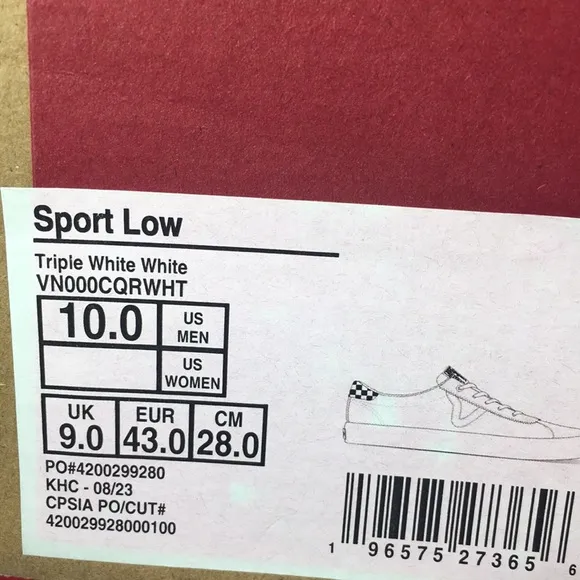 Sport Low
Triple White White
VN000CQRWHT
10.0 US MEN
US WOMEN
UK EUR CM
9.0 43.0 28.0
PO#4200299280
KHC - 08/23
CPSIA PO/CUT#
420029928000100
1 96575 27365 6